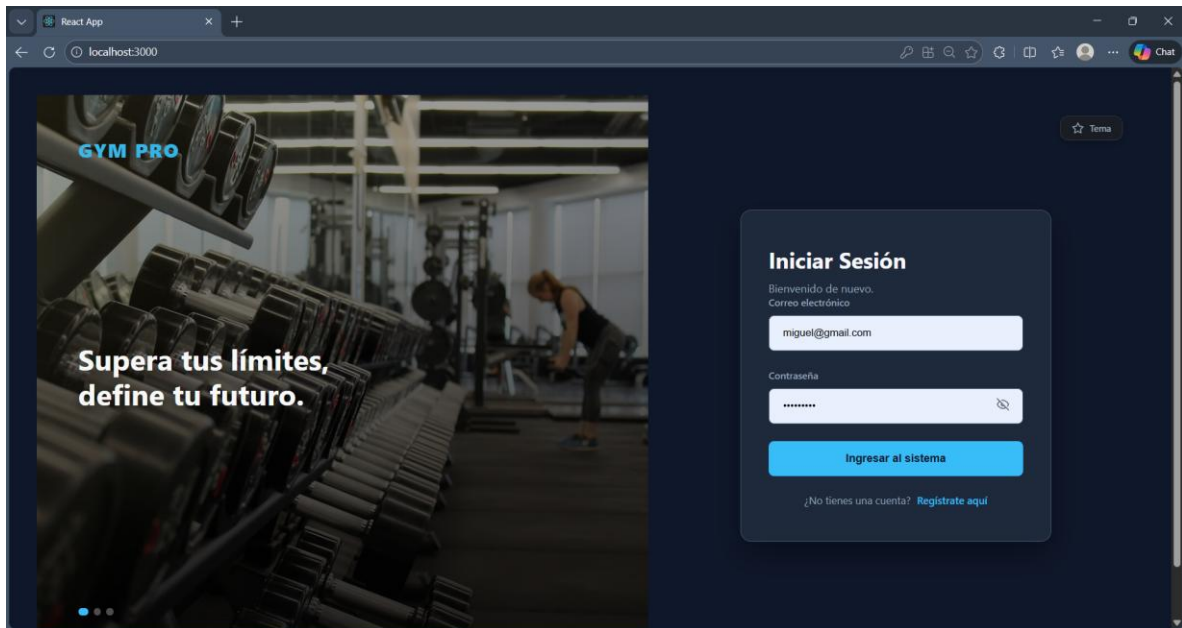 React App
localhost:3000
Chat
GYM PRO
Tema
Supera tus límites,
define tu futuro.
Iniciar Sesión
Bienvenido de nuevo.
Correo electrónico
miguel@gmail.com
Contraseña
•••••••••
Ingresar al sistema
¿No tienes una cuenta? Regístrate aquí